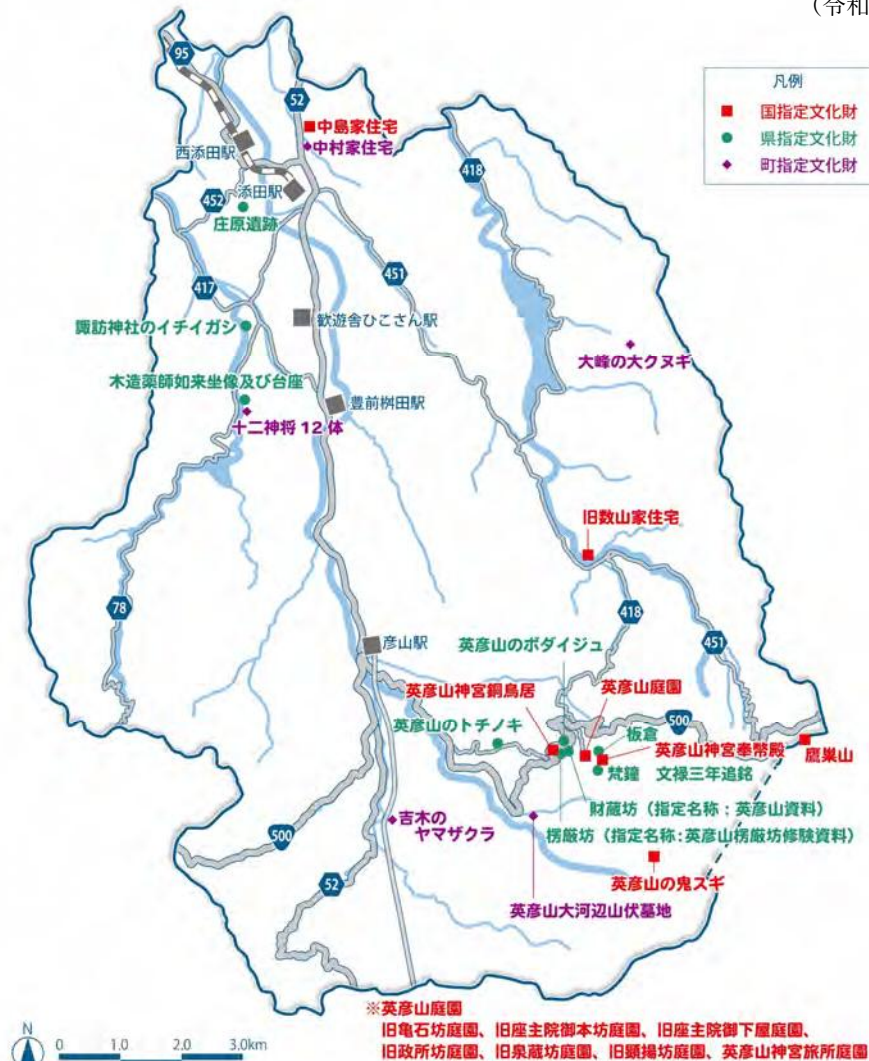 （令和
95
52
凡例
国指定文化財
県指定文化財
町指定文化財
中島家住宅
中村家住宅
西添田駅
添田駅
418
452
庄原遺跡
451
417
歓遊舎ひこさん駅
諏訪神社のイチイガシ
大峰の大クヌギ
木造薬師如来坐像及び台座
豊前桝田駅
十二神将 12 体
旧数山家住宅
78
418
451
彦山駅
英彦山のボダイジュ
英彦山神宮銅鳥居
英彦山庭園
500
英彦山のトチノキ
板倉
英彦山神宮奉幣殿
鷹巣山
梵鐘　文禄三年追銘
財蔵坊（指定名称：英彦山資料）
吉木の
ヤマザクラ
楞厳坊（指定名称：英彦山楞厳坊修験資料）
500
52
英彦山の鬼スギ
英彦山大河辺山伏墓地
※英彦山庭園
旧亀石坊庭園、旧座主院御本坊庭園、旧座主院御下屋庭園、
旧政所坊庭園、旧泉蔵坊庭園、旧顕揚坊庭園、英彦山神宮旅所庭園
N
0 1.0 2.0 3.0km